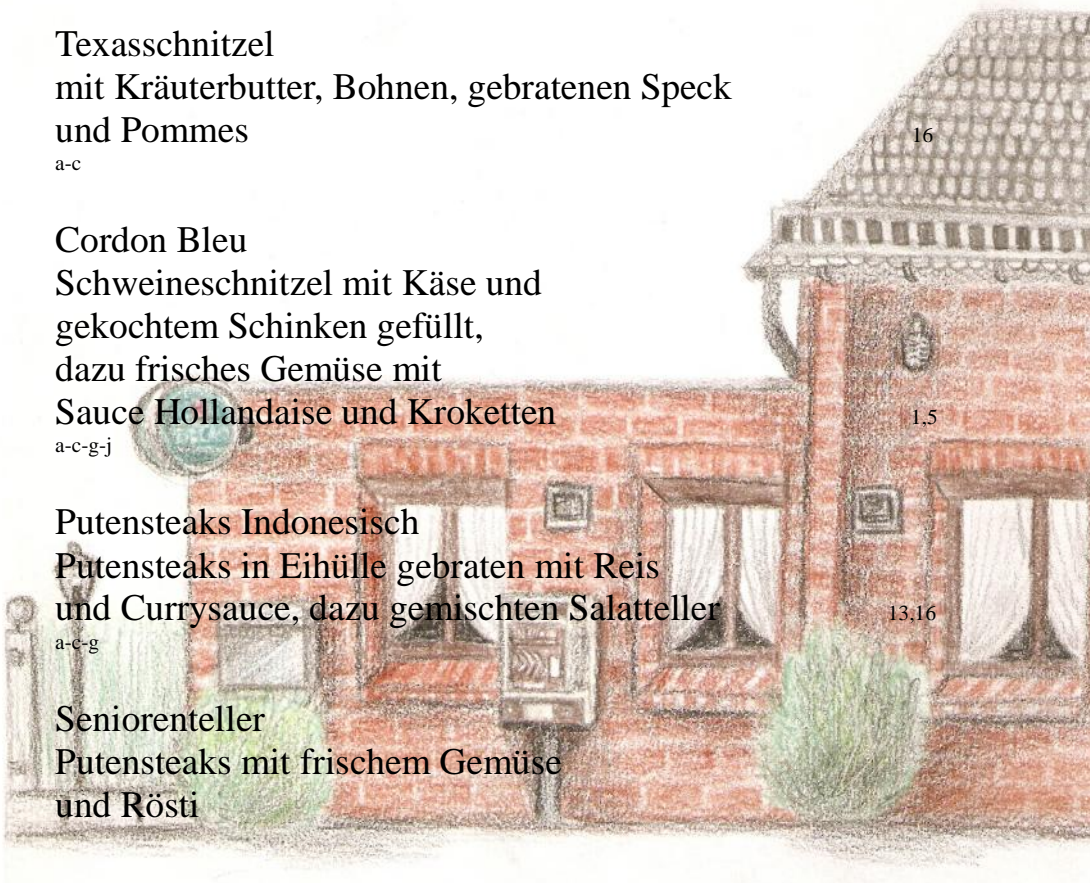 Texasschnitzel
mit Kräuterbutter, Bohnen, gebratenen Speck
und Pommes 16
a-c
Cordon Bleu
Schweineschnitzel mit Käse und
gekochtem Schinken gefüllt,
dazu frisches Gemüse mit
Sauce Hollandaise und Kroketten 1,5
a-c-g-j
Putensteaks Indonesisch
Putensteaks in Eihülle gebraten mit Reis
und Currysauce, dazu gemischten Salatteller 13,16
a-c-g
Seniorenteller
Putensteaks mit frischem Gemüse
und Rösti